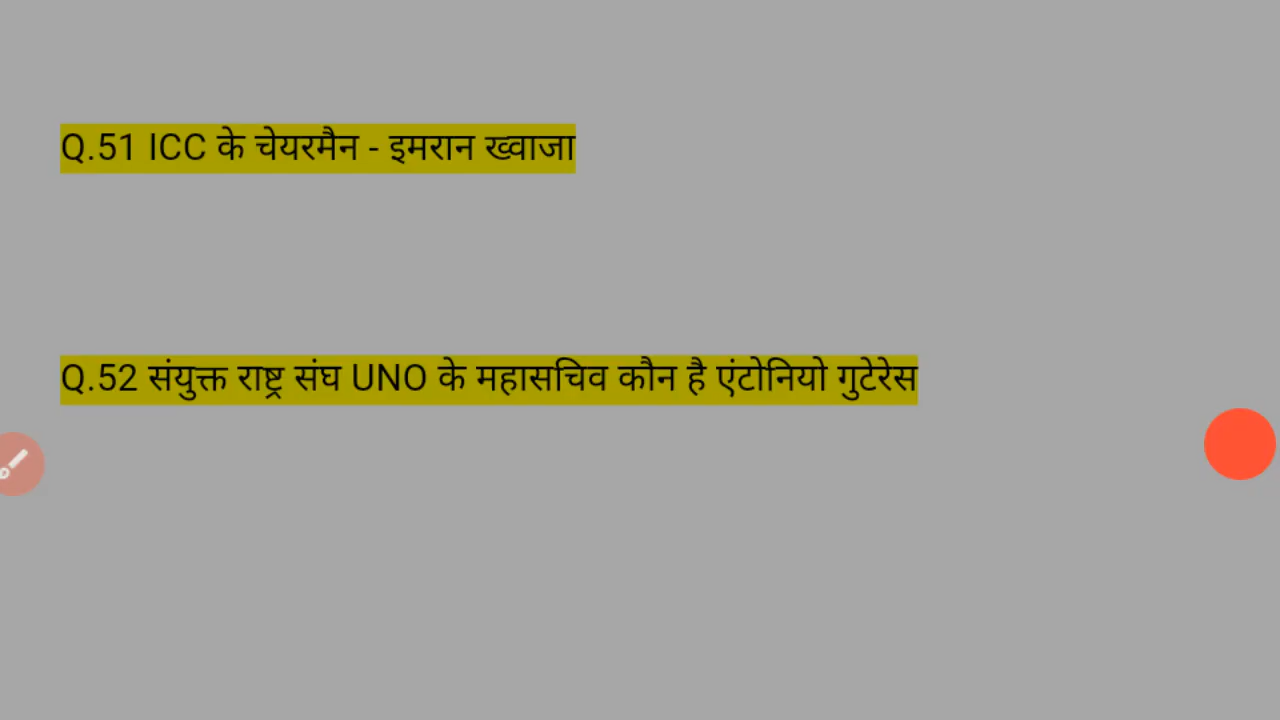 Q.51 ICC के चेयरमैन - इमरान ख्वाजा
Q.52 संयुक्त राष्ट्र संघ UNO के महासचिव कौन है एंटोनियो गुटेरेस